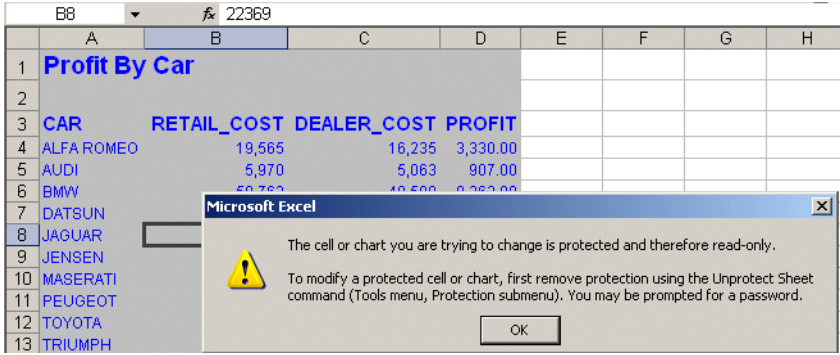 B8 fx 22369
A B C D E F G H
1 Profit By Car
2
3 CAR RETAIL_COST DEALER_COST PROFIT
4 ALFA ROMEO 19,565 16,235 3,330.00
5 AUDI 5,970 5,063 907.00
6 BMW
7 DATSUN
8 JAGUAR
9 JENSEN
10 MASERATI
11 PEUGEOT
12 TOYOTA
13 TRIUMPH
Microsoft Excel
The cell or chart you are trying to change is protected and therefore read-only.
To modify a protected cell or chart, first remove protection using the Unprotect Sheet
command (Tools menu, Protection submenu). You may be prompted for a password.
OK